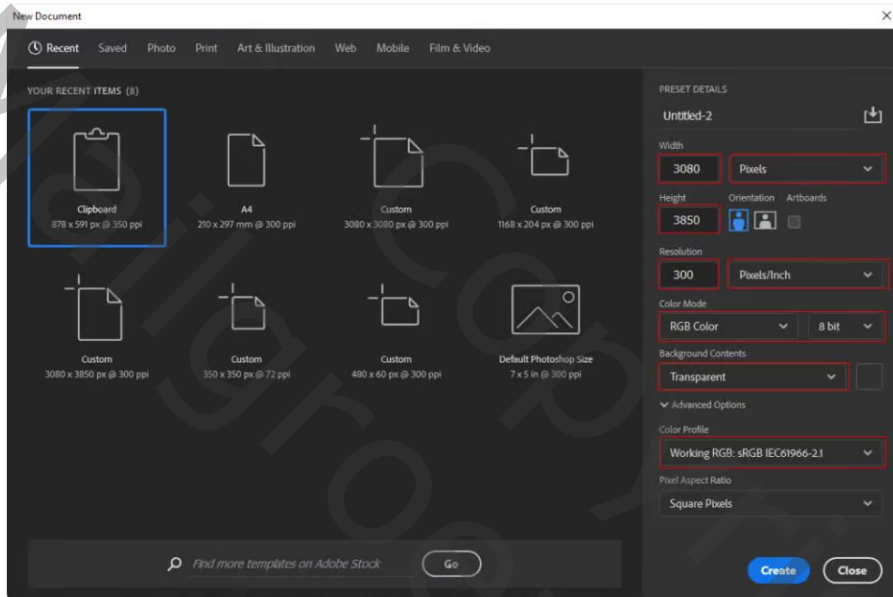 New Document
Recent Saved Photo Print Art & Illustration Web Mobile Film & Video
YOUR RECENT ITEMS (8)
Clipboard
878 x 591 px @ 350 ppi
A4
210 x 297 mm @ 300 ppi
Custom
3080 x 3080 px @ 300 ppi
Custom
1168 x 204 px @ 300 ppi
Custom
3080 x 3850 px @ 300 ppi
Custom
350 x 350 px @ 72 ppi
Custom
480 x 60 px @ 300 ppi
Default Photoshop Size
7 x 5 in @ 300 ppi
Find more templates on Adobe Stock Go
PRESET DETAILS
Untitled-2
Width
3080 Pixels
Height Orientation Artboards
3850
Resolution
300 Pixels/Inch
Color Mode
RGB Color 8 bit
Background Contents
Transparent
Advanced Options
Color Profile
Working RGB: sRGB IEC61966-2.1
Pixel Aspect Ratio
Square Pixels
Create Close